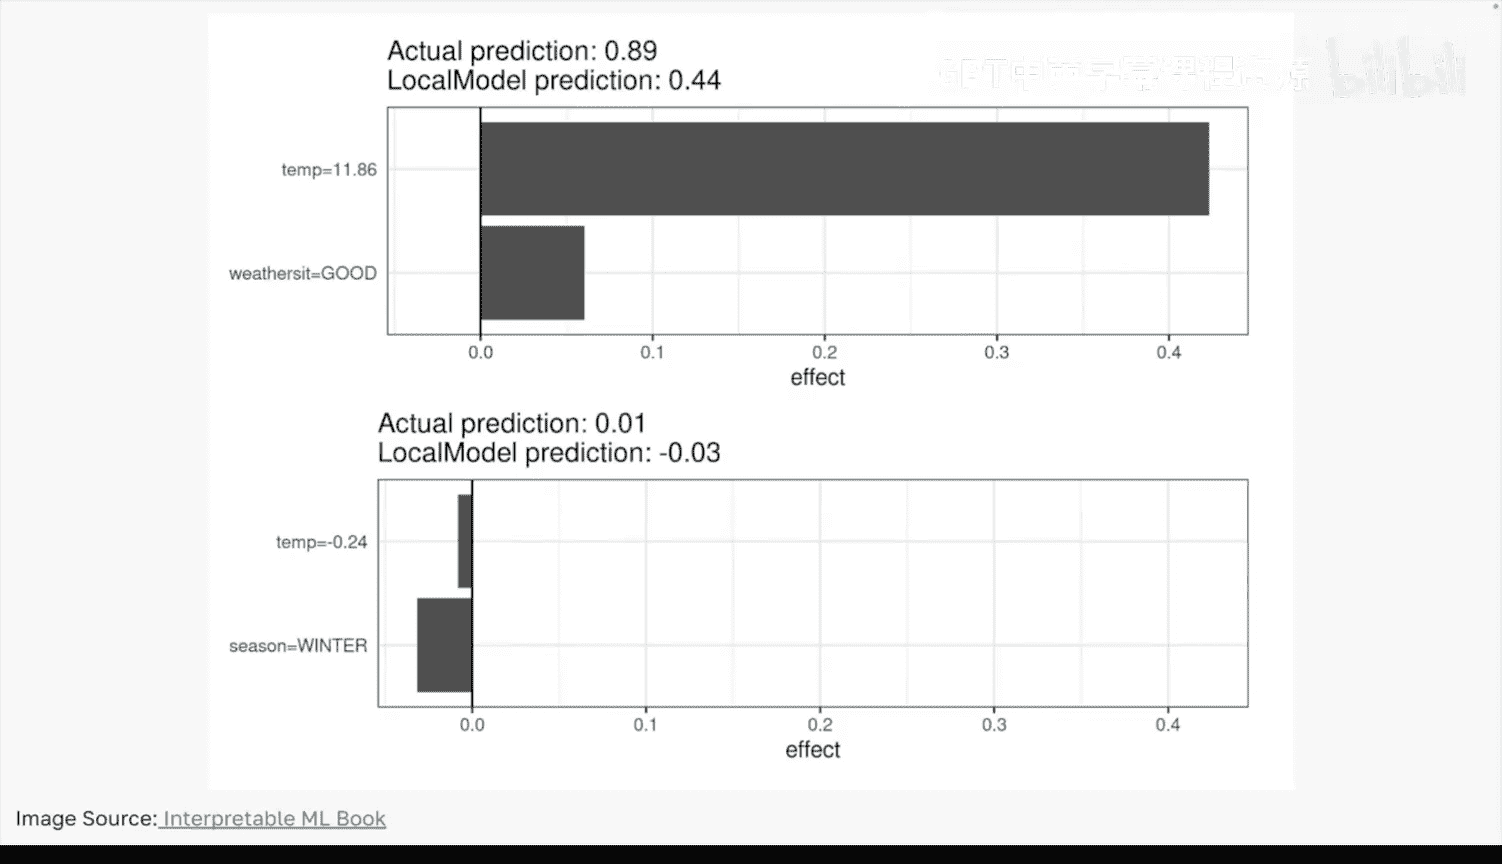 Actual prediction: 0.89
LocalModel prediction: 0.44
temp=11.86
weathersit=GOOD
0.0 0.1 0.2 0.3 0.4
effect
Actual prediction: 0.01
LocalModel prediction: -0.03
temp=-0.24
season=WINTER
0.0 0.1 0.2 0.3 0.4
effect
Image Source: Interpretable ML Book
bilibili